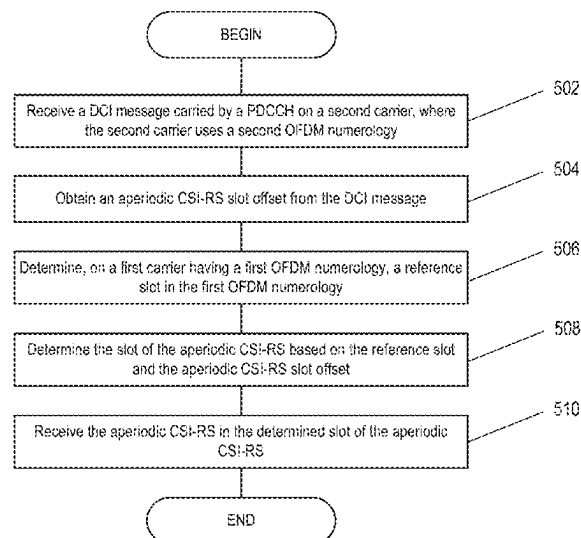 BEGIN
502
Receive a DCI message carried by a PDCCH on a second carrier, where
the second carrier uses a second OFDM numerology
504
Obtain an aperiodic CSI-RS slot offset from the DCI message
506
Determine, on a first carrier having a first OFDM numerology, a reference
slot in the first OFDM numerology
508
Determine the slot of the aperiodic CSI-RS based on the reference slot
and the aperiodic CSI-RS slot offset
510
Receive the aperiodic CSI-RS in the determined slot of the aperiodic
CSI-RS
END